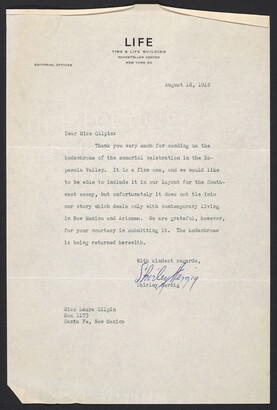 LIFE
TIME & LIFE BUILDING
ROCKEFELLER CENTER
NEW YORK 20
EDITORIAL OFFICES
August 18, 1948
Dear Miss Gilpin:
Thank you very much for sending us the
kodachrome of the memorial celebration in the Es-
panola Valley. It is a fine one, and we would like
to be able to include it in our layout for the South-
west essay, but unfortunately it does not tie into
our story which deals only with contemporary living
in New Mexico and Arizona. We are grateful, however,
for your courtesy in submitting it. The kodachrome
is being returned herewith.
With kindest regards,
Shirley
Shirley
Miss Laura Gilpin
Box 1173
Santa Fe, New Mexico